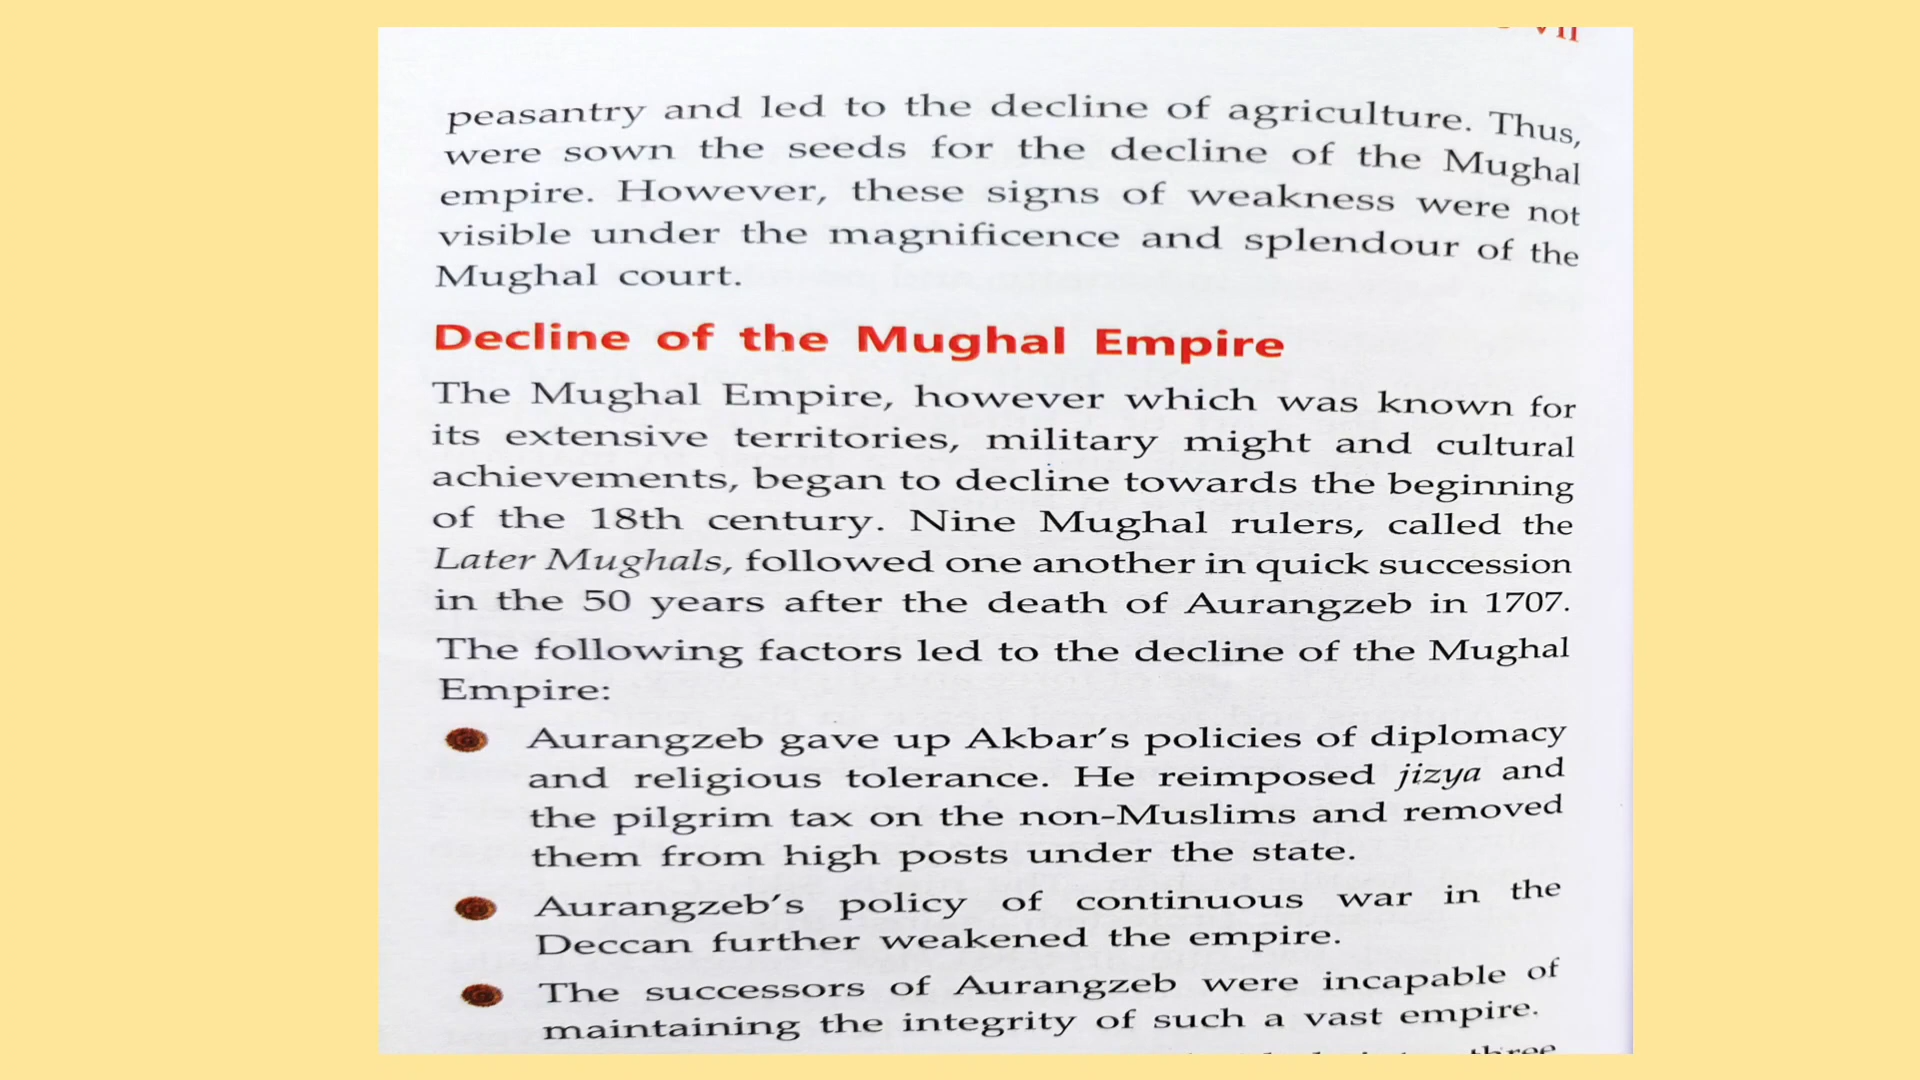 peasantry and led to the decline of agriculture. Thus,
were sown the seeds for the decline of the Mughal
empire. However, these signs of weakness were not
visible under the magnificence and splendour of the
Mughal court.
Decline of the Mughal Empire
The Mughal Empire, however which was known for
its extensive territories, military might and cultural
achievements, began to decline towards the beginning
of the 18th century. Nine Mughal rulers, called the
Later Mughals, followed one another in quick succession
in the 50 years after the death of Aurangzeb in 1707.
The following factors led to the decline of the Mughal
Empire:
Aurangzeb gave up Akbar's policies of diplomacy
and religious tolerance. He reimposed jizya and
the pilgrim tax on the non-Muslims and removed
them from high posts under the state.
Aurangzeb's policy of continuous war in the
Deccan further weakened the empire.
The successors of Aurangzeb were incapable of
maintaining the integrity of such a vast empire.
three